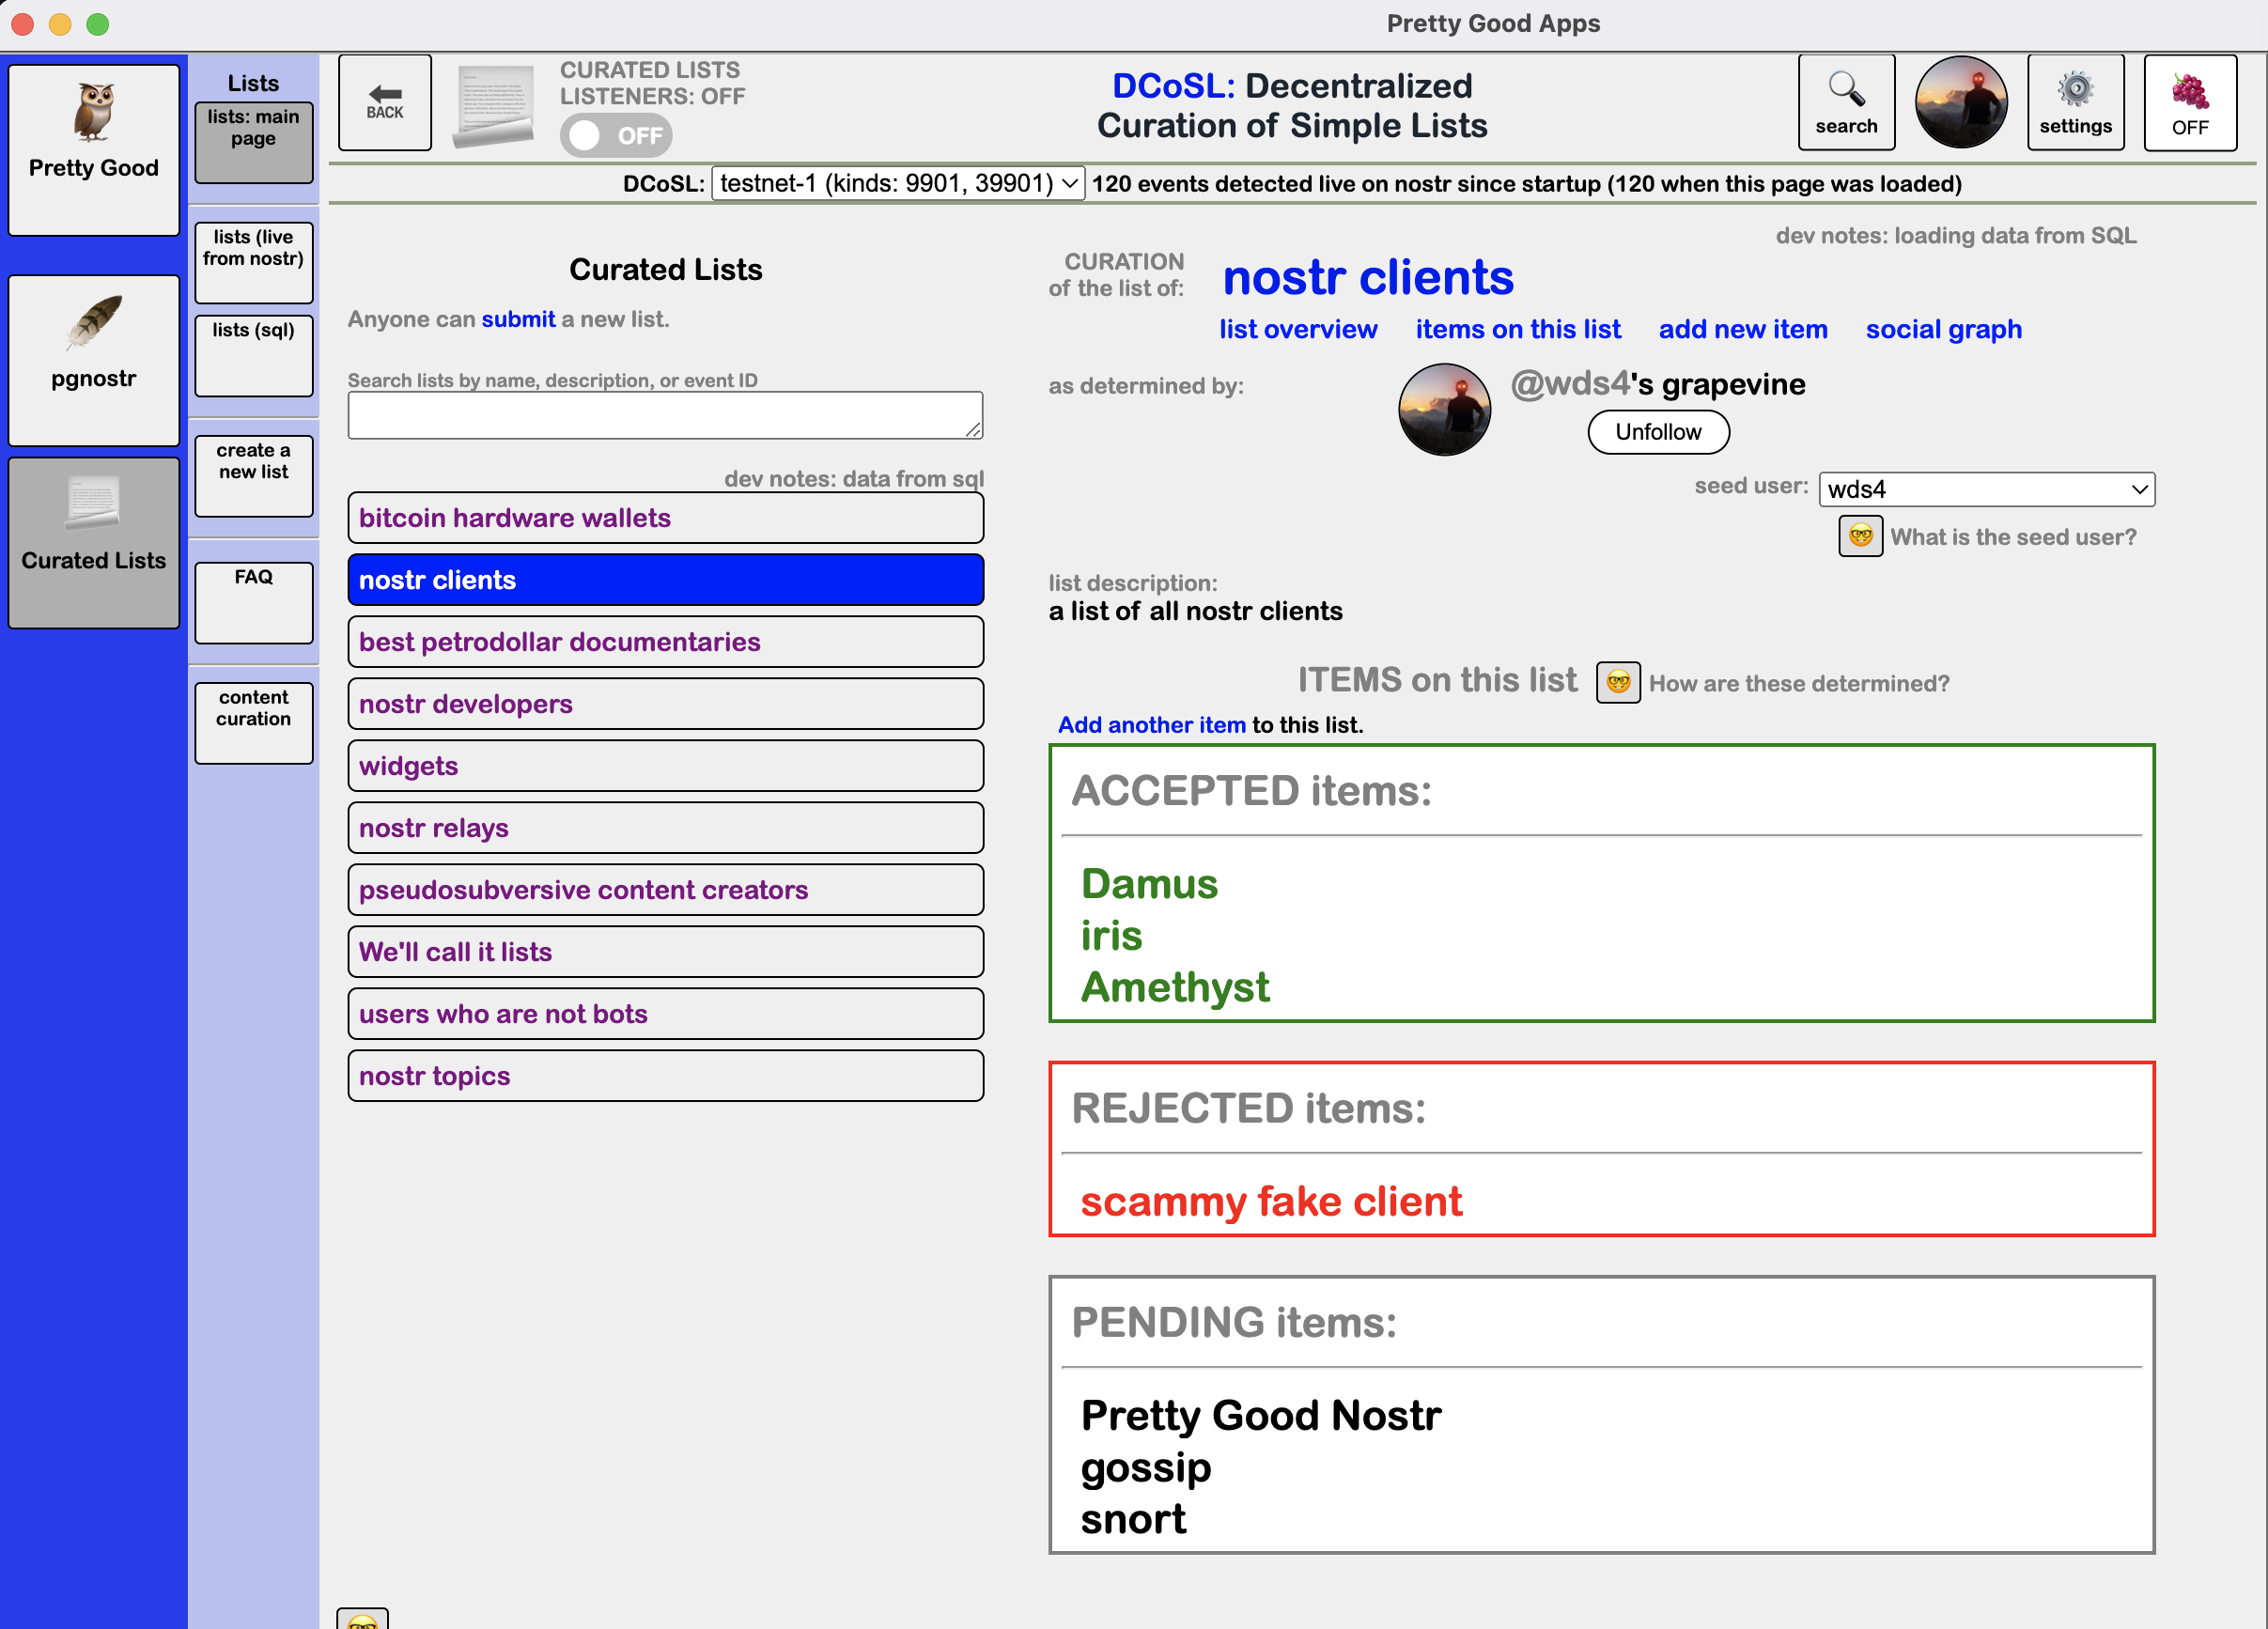 Pretty Good Apps
Pretty Good
pgnostr
Curated Lists
Lists
lists: main
page
lists (live
from nostr)
lists (sql)
create a
new list
FAQ
content
curation
BACK
CURATED LISTS
LISTENERS: OFF
OFF
DCoSL: Decentralized
Curation of Simple Lists
search
settings
OFF
DCoSL: testnet-1 (kinds: 9901, 39901) 120 events detected live on nostr since startup (120 when this page was loaded)
Curated Lists
Anyone can submit a new list.
Search lists by name, description, or event ID
dev notes: data from sql
bitcoin hardware wallets
nostr clients
best petrodollar documentaries
nostr developers
widgets
nostr relays
pseudosubversive content creators
We'll call it lists
users who are not bots
nostr topics
dev notes: loading data from SQL
CURATION
of the list of:
nostr clients
list overview items on this list add new item social graph
as determined by:
@wds4's grapevine
Unfollow
seed user: wds4
What is the seed user?
list description:
a list of all nostr clients
ITEMS on this list How are these determined?
Add another item to this list.
ACCEPTED items:
Damus
iris
Amethyst
REJECTED items:
scammy fake client
PENDING items:
Pretty Good Nostr
gossip
snort